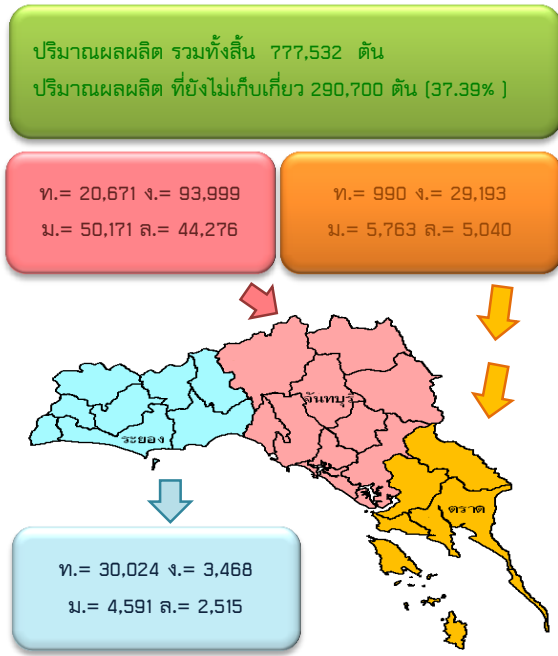 ปริมาณผลผลิต รวมทั้งสิ้น 777,532 ตัน
ปริมาณผลผลิต ที่ยังไม่เก็บเกี่ยว 290,700 ตัน (37.39% )
ท.= 20,671 ง.= 93,999
ม.= 50,171 ล.= 44,276
ท.= 990 ง.= 29,193
ม.= 5,763 ล.= 5,040
จันทบุรี
ระยอง
ตราด
ท.= 30,024 ง.= 3,468
ม.= 4,591 ล.= 2,515